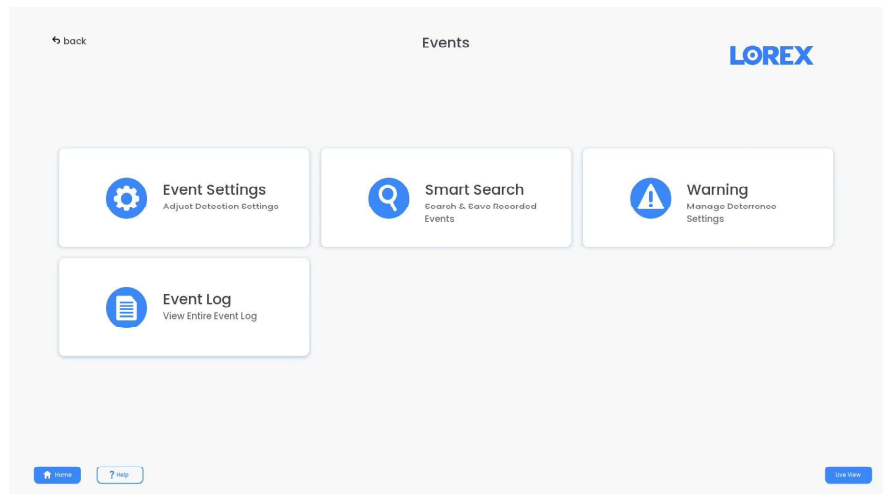 back
Events
LOREX
Event Settings
Adjust Detection Settings
Smart Search
Search & Save Recorded
Events
Warning
Manage Deterrence
Settings
Event Log
View Entire Event Log
Home
? Help
Live View